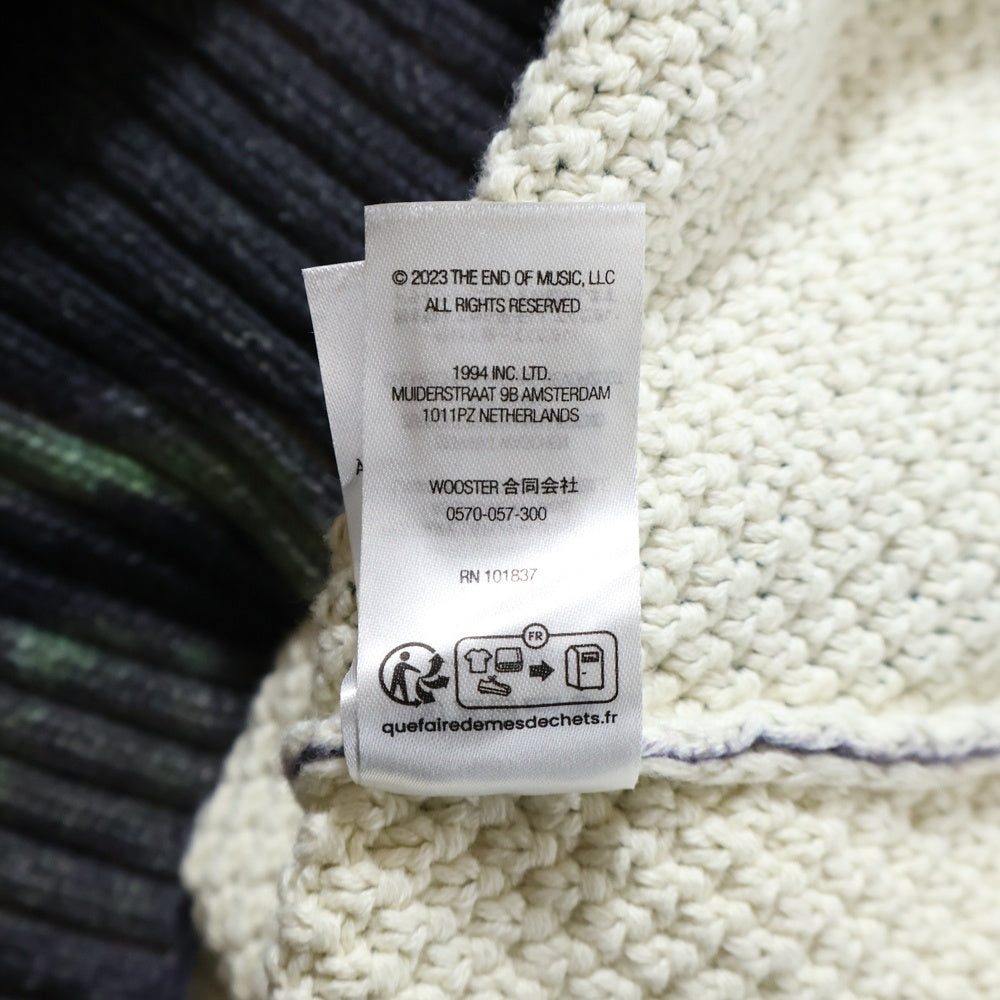 © 2023 THE END OF MUSIC, LLC
ALL RIGHTS RESERVED
1994 INC. LTD.
MUIDERSTRAAT 9B AMSTERDAM
1011PZ NETHERLANDS
WOOSTER 合同会社
0570-057-300
RN 101837
FR
quefairedemesdechets.fr